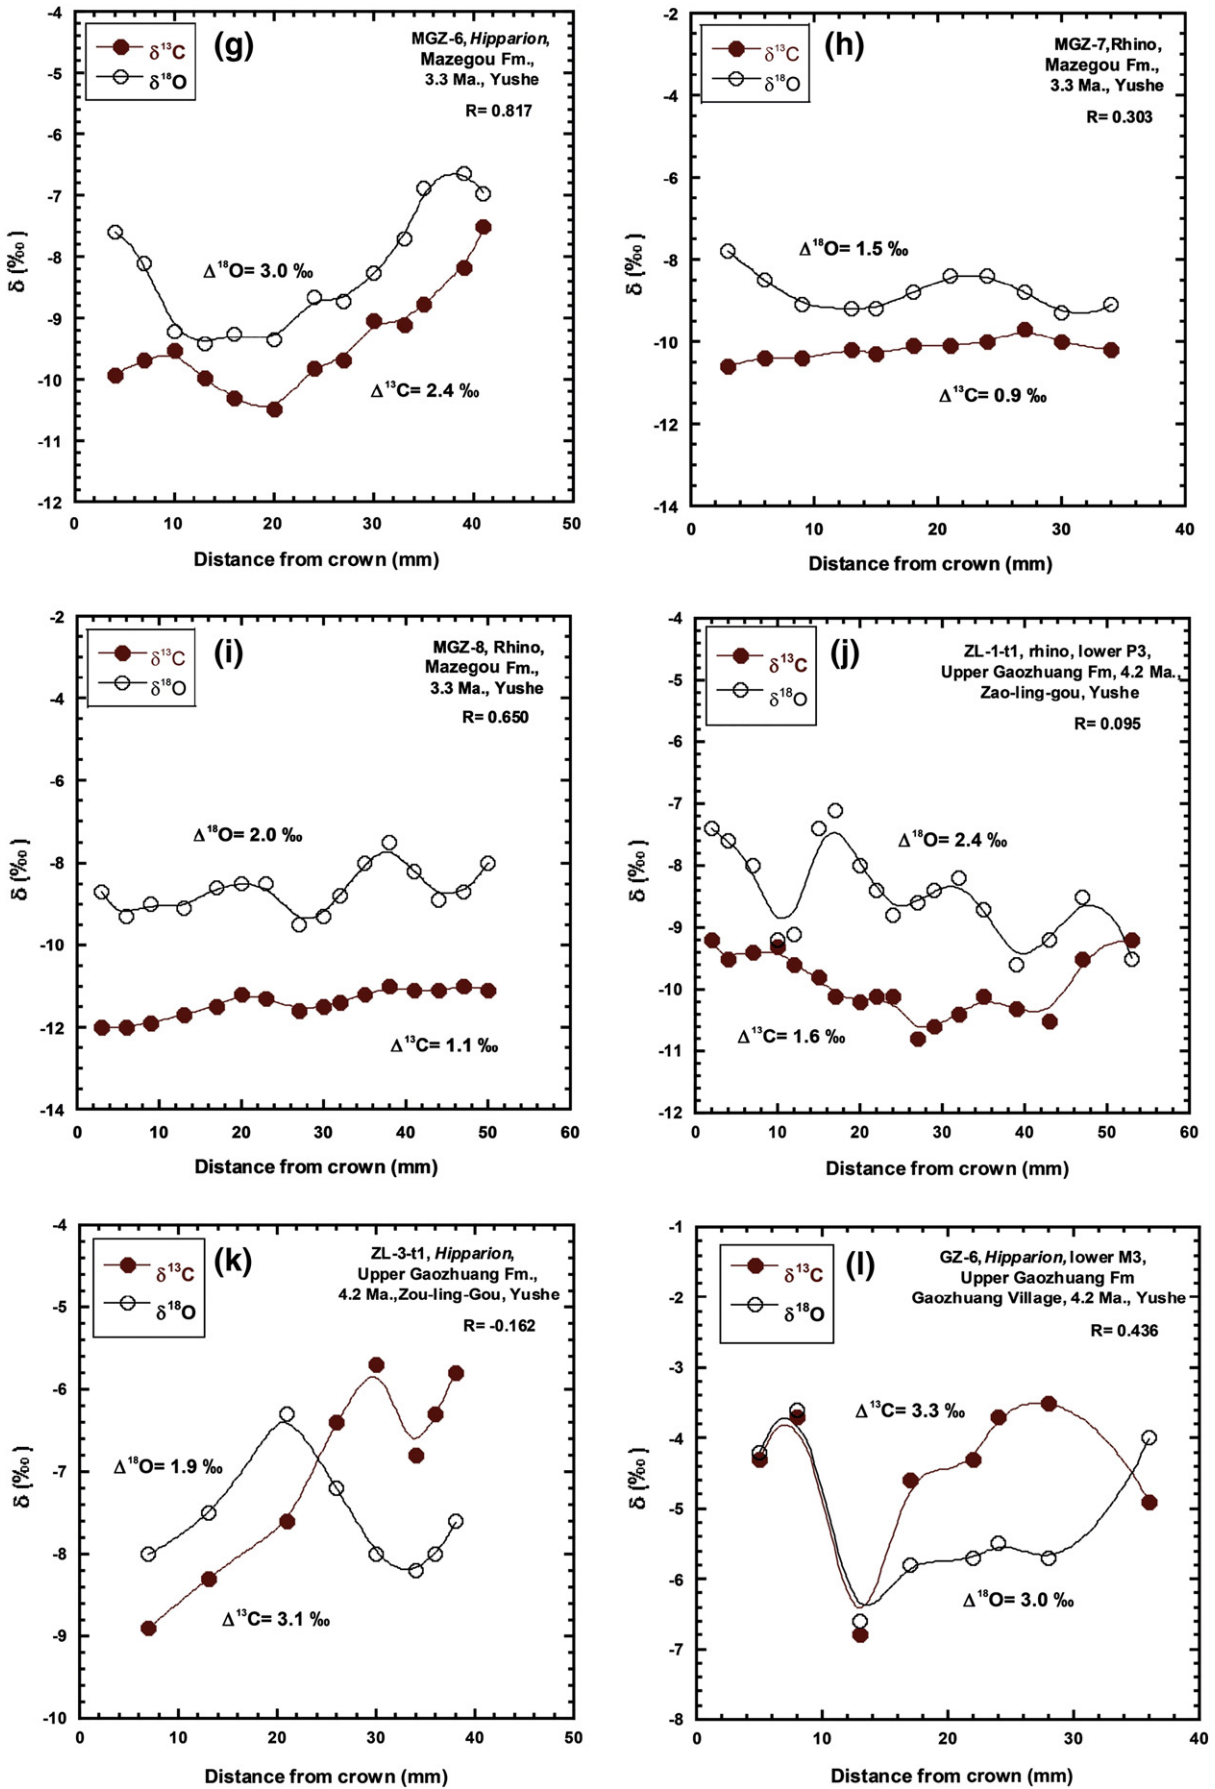 (g)
δ¹³C
δ¹⁸O
MGZ-6, Hipparion,
Mazegou Fm.,
3.3 Ma., Yushe
R= 0.817
-4
-5
-6
-7
-8
-9
-10
-11
-12
δ (‰)
Δ¹⁸O= 3.0 ‰
Δ¹³C= 2.4 ‰
0 10 20 30 40 50
Distance from crown (mm)
(h)
δ¹³C
δ¹⁸O
MGZ-7,Rhino,
Mazegou Fm.,
3.3 Ma., Yushe
R= 0.303
-2
-4
-6
-8
-10
-12
-14
δ (‰)
Δ¹⁸O= 1.5 ‰
Δ¹³C= 0.9 ‰
0 10 20 30 40
Distance from crown (mm)
(i)
δ¹³C
δ¹⁸O
MGZ-8, Rhino,
Mazegou Fm.,
3.3 Ma., Yushe
R= 0.650
-2
-4
-6
-8
-10
-12
-14
δ (‰)
Δ¹⁸O= 2.0 ‰
Δ¹³C= 1.1 ‰
0 10 20 30 40 50 60
Distance from crown (mm)
(j)
δ¹³C
δ¹⁸O
ZL-1-t1, rhino, lower P3,
Upper Gaozhuang Fm, 4.2 Ma.,
Zao-ling-gou, Yushe
R= 0.095
-4
-5
-6
-7
-8
-9
-10
-11
-12
δ (‰)
Δ¹⁸O= 2.4 ‰
Δ¹³C= 1.6 ‰
0 10 20 30 40 50 60
Distance from crown (mm)
(k)
δ¹³C
δ¹⁸O
ZL-3-t1, Hipparion,
Upper Gaozhuang Fm.,
4.2 Ma.,Zou-ling-Gou, Yushe
R= -0.162
-4
-5
-6
-7
-8
-9
-10
δ (‰)
Δ¹⁸O= 1.9 ‰
Δ¹³C= 3.1 ‰
0 10 20 30 40 50
Distance from crown (mm)
(l)
δ¹³C
δ¹⁸O
GZ-6, Hipparion, lower M3,
Upper Gaozhuang Fm
Gaozhuang Village, 4.2 Ma., Yushe
R= 0.436
-1
-2
-3
-4
-5
-6
-7
-8
δ (‰)
Δ¹³C= 3.3 ‰
Δ¹⁸O= 3.0 ‰
0 10 20 30 40
Distance from crown (mm)